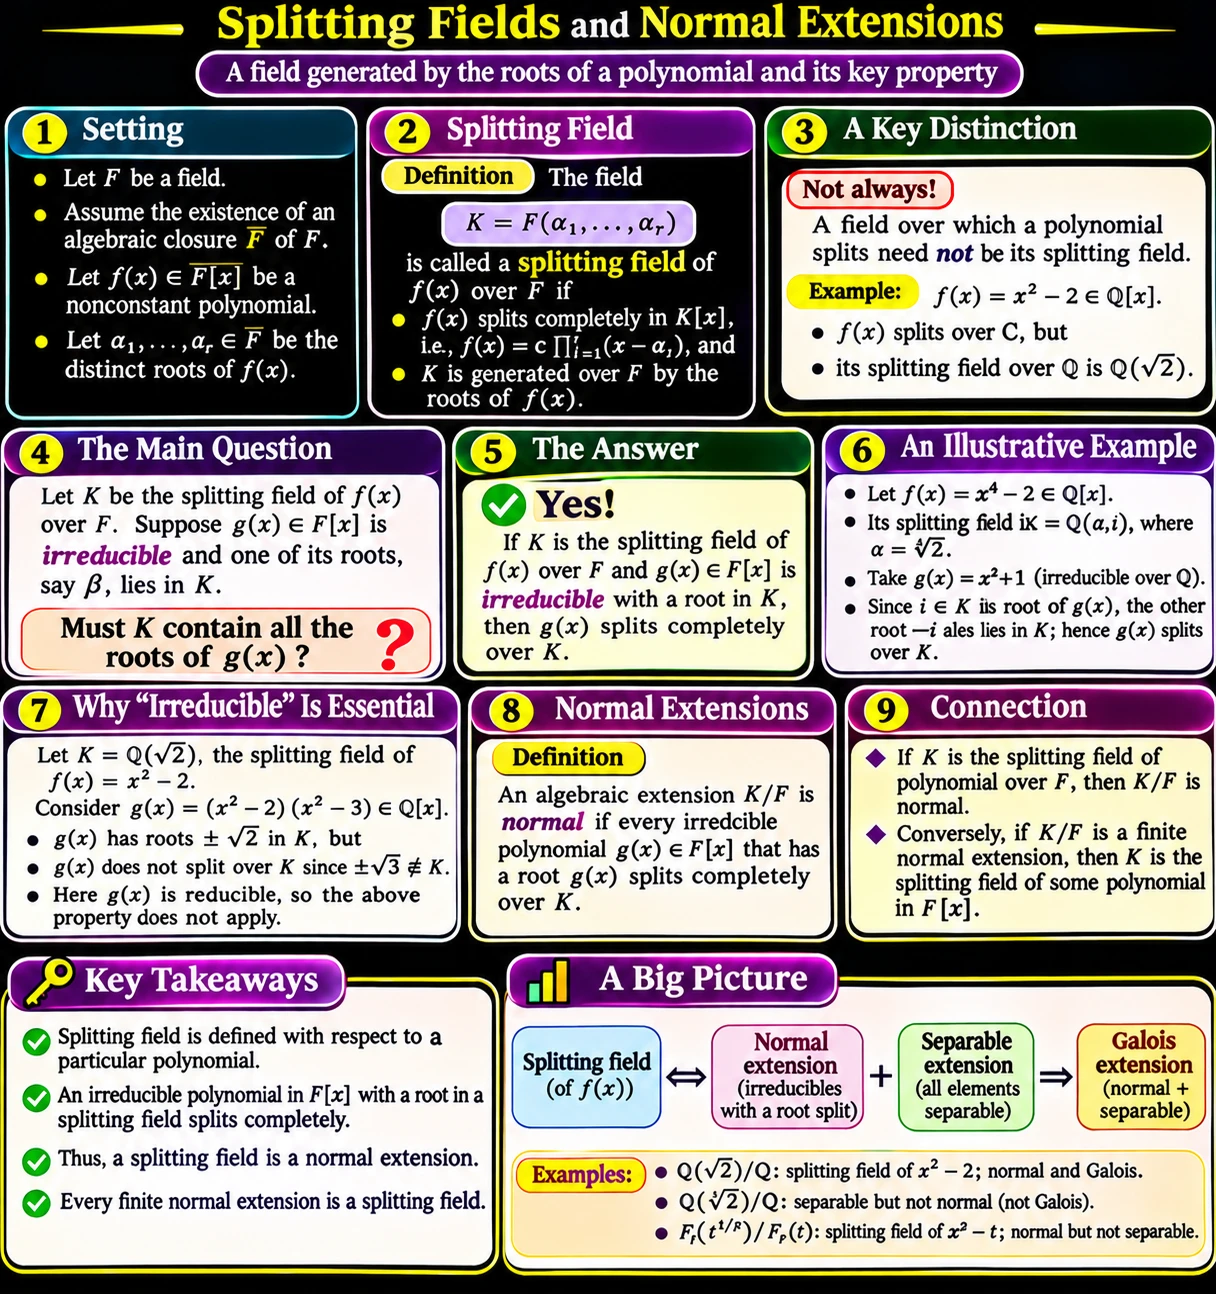 Splitting Fields and Normal Extensions
A field generated by the roots of a polynomial and its key property
1 Setting
• Let F be a field.
• Assume the existence of an
algebraic closure F̅ of F.
• Let f(x) ∈ \overline{F[x]} be a
nonconstant polynomial.
• Let α₁,...,αᵣ ∈ F̅ be the
distinct roots of f(x).
2 Splitting Field
Definition The field
K = F(α₁,...,αᵣ)
is called a splitting field of
f(x) over F if
• f(x) splits completely in K[x],
i.e., f(x) = c ∏ʳᵢ₌₁(x − αᵢ), and
• K is generated over F by the
roots of f(x).
3 A Key Distinction
Not always!
A field over which a polynomial
splits need not be its splitting field.
Example: f(x) = x² − 2 ∈ ℚ[x].
• f(x) splits over C, but
• its splitting field over ℚ is ℚ(√2).
4 The Main Question
Let K be the splitting field of f(x)
over F. Suppose g(x) ∈ F[x] is
irreducible and one of its roots,
say β, lies in K.
Must K contain all the
roots of g(x) ? ?
5 The Answer
Yes!
If K is the splitting field of
f(x) over F and g(x) ∈ F[x] is
irreducible with a root in K,
then g(x) splits completely
over K.
6 An Illustrative Example
• Let f(x) = x⁴ − 2 ∈ ℚ[x].
• Its splitting field iK = ℚ(a,i), where
α = ∜2.
• Take g(x) = x²+1 (irreducible over ℚ).
• Since i ∈ K iis root of g(x), the other
root −i ales lies in K; hence g(x) splits
over K.
7 Why “Irreducible” Is Essential
Let K = ℚ(√2), the splitting field of
f(x) = x² − 2.
Consider g(x) = (x² − 2) (x² − 3) ∈ ℚ[x].
• g(x) has roots ± √2 in K, but
• g(x) does not split over K since ±√3 ∉ K.
• Here g(x) is reducible, so the above
property does not apply.
8 Normal Extensions
Definition
An algebraic extension K/F is
normal if every irredcible
polynomial g(x) ∈ F[x] that has
a root g(x) splits completely
over K.
9 Connection
◆ If K is the splitting field of
polynomial over F, then K/F is
normal.
◆ Conversely, if K/F is a finite
normal extension, then K is the
splitting field of some polynomial
in F[x].
Key Takeaways
Splitting field is defined with respect to a
particular polynomial.
An irreducible polynomial in F[x] with a root in a
splitting field splits completely.
Thus, a splitting field is a normal extension.
Every finite normal extension is a splitting field.
A Big Picture
Splitting field
(of f(x))
⇔
Normal
extension
(irreducibles
with a root split)
+
Separable
extension
(all elements
separable)
⇒
Galois
extension
(normal +
separable)
Examples:
• ℚ(√2)/ℚ: splitting field of x² − 2; normal and Galois.
• ℚ(√2)/ℚ: separable but not normal (not Galois).
• (t)/(t): splitting field of x² − t; normal but not separable.